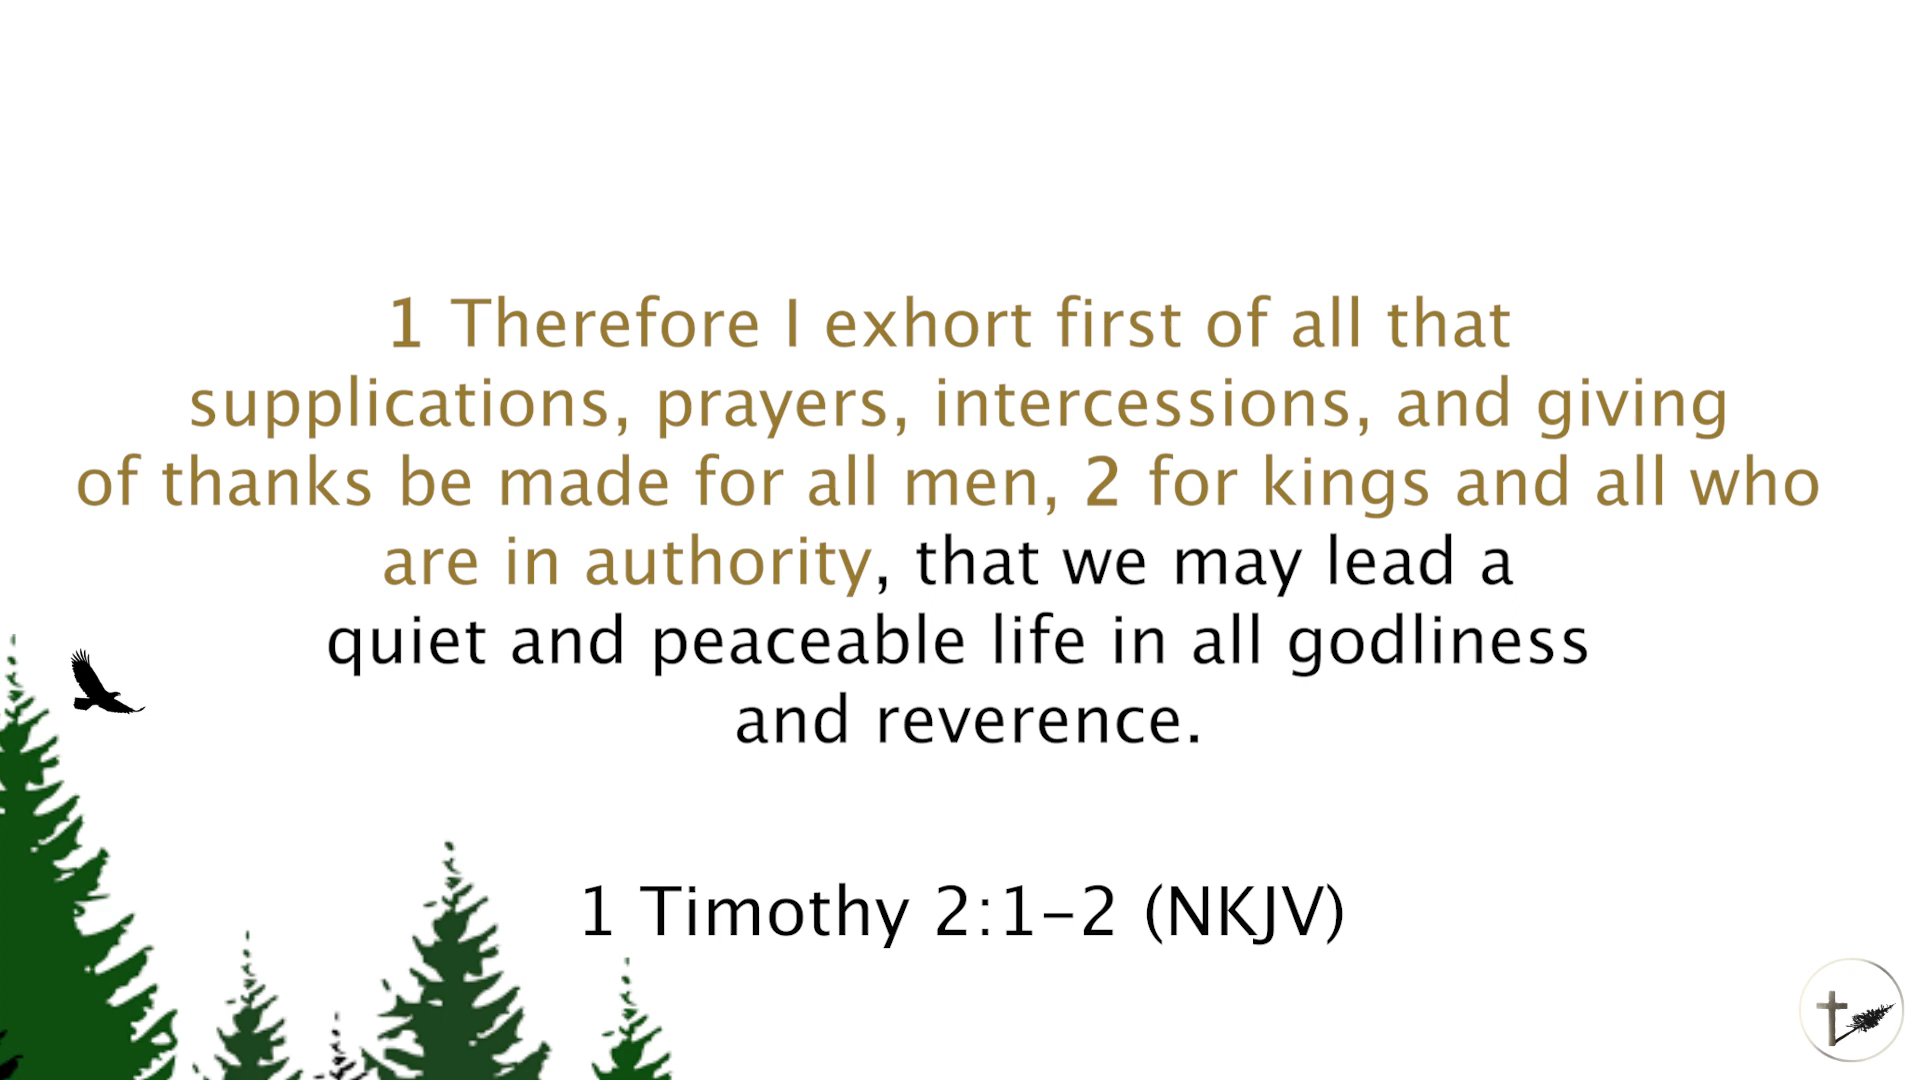 1 Therefore I exhort first of all that
supplications, prayers, intercessions, and giving
of thanks be made for all men, 2 for kings and all who
are in authority, that we may lead a
quiet and peaceable life in all godliness
and reverence.
1 Timothy 2:1-2 (NKJV)